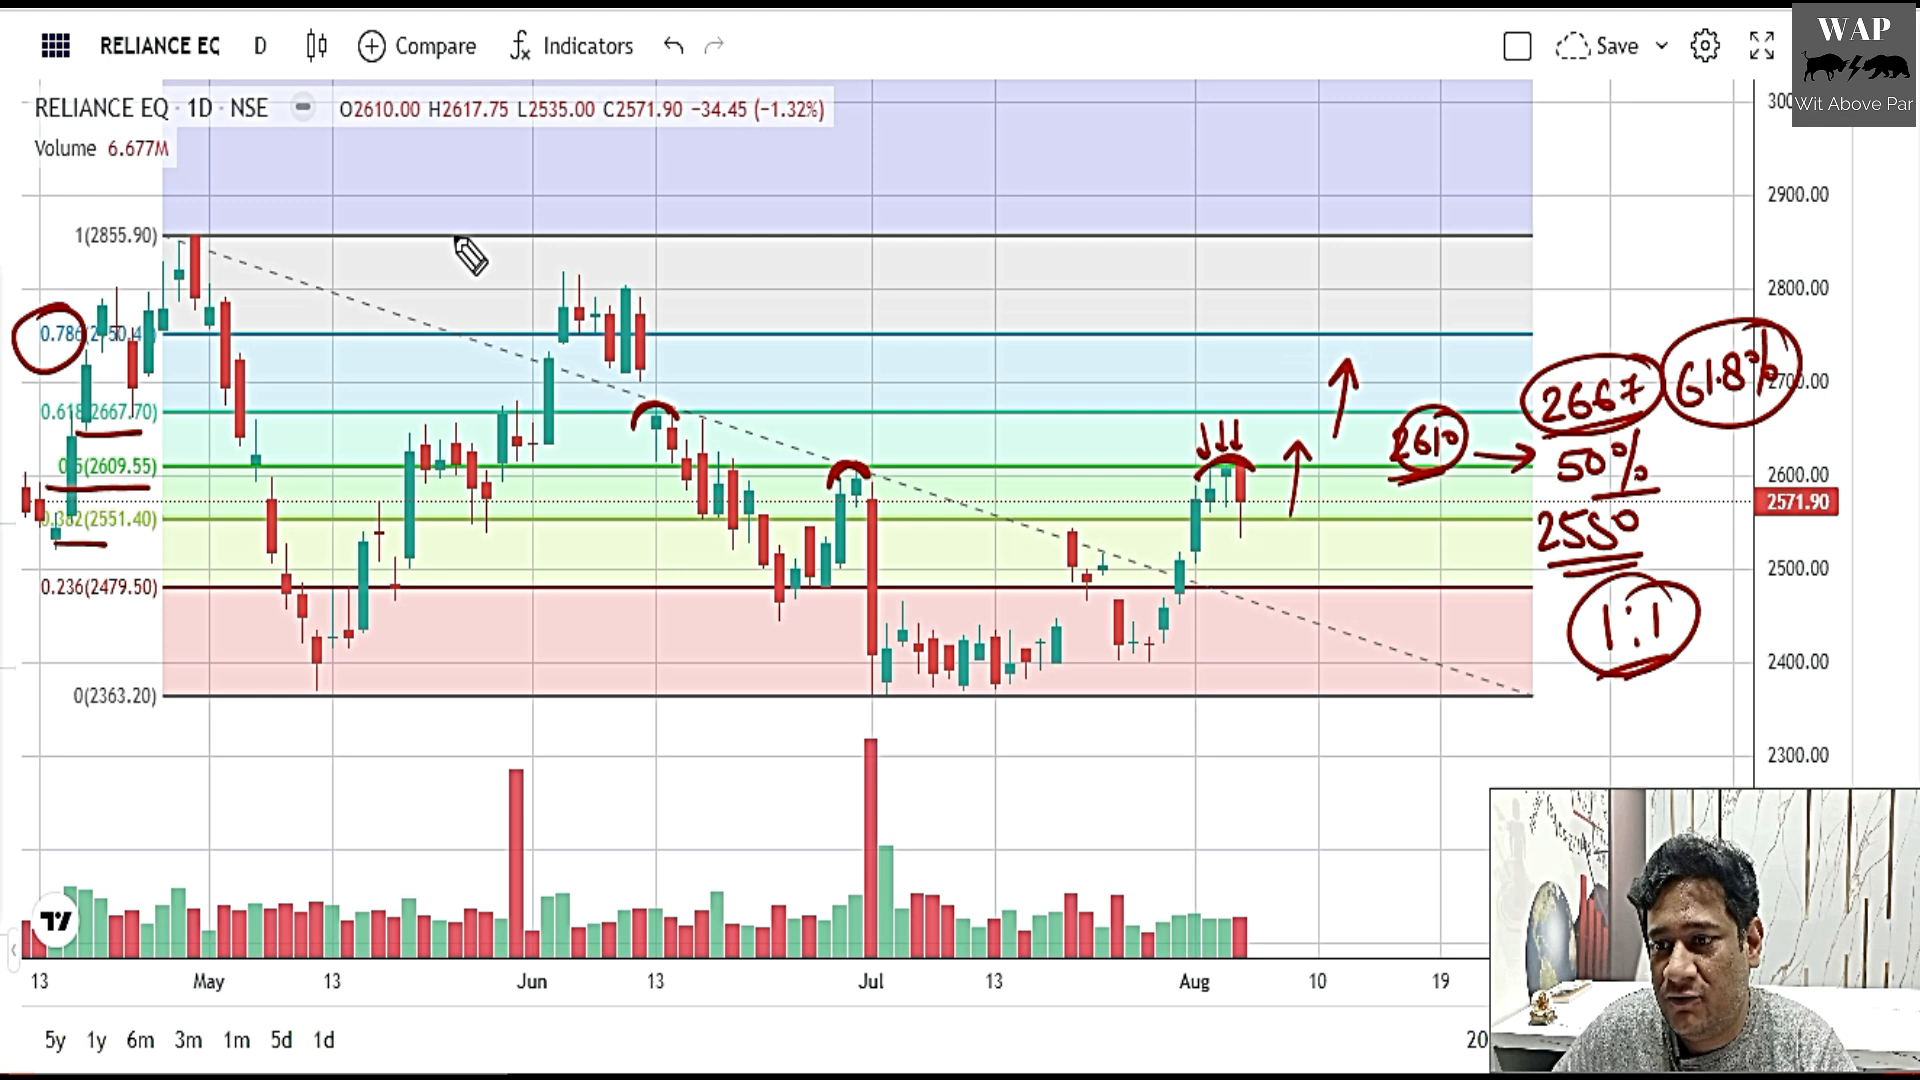 RELIANCE EQ D Compare Indicators Save
WAP
Wit Above Par
RELIANCE EQ · 1D · NSE O2610.00 H2617.75 L2535.00 C2571.90 −34.45 (−1.32%)
Volume 6.677M
2900.00
1(2855.90)
2800.00
2700.00
0.618(2667.70)
2667
61.8%
2610
50%
0.5(2609.55)
2600.00
2571.90
0.382(2551.40)
2550
2500.00
0.236(2479.50)
1:1
2400.00
0(2363.20)
2300.00
13 May 13 Jun 13 Jul 13 Aug 10 19
5y 1y 6m 3m 1m 5d 1d